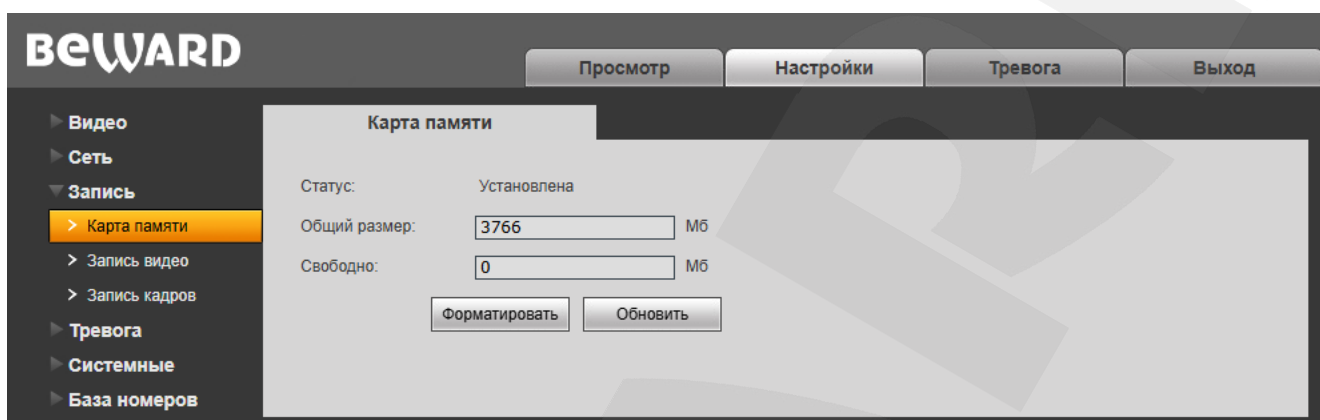 BEWARD
Просмотр Настройки Тревога Выход
Видео
Сеть
Запись
> Карта памяти
> Запись видео
> Запись кадров
Тревога
Системные
База номеров
Карта памяти
Статус: Установлена
Общий размер: 3766 Мб
Свободно: 0 Мб
Форматировать Обновить